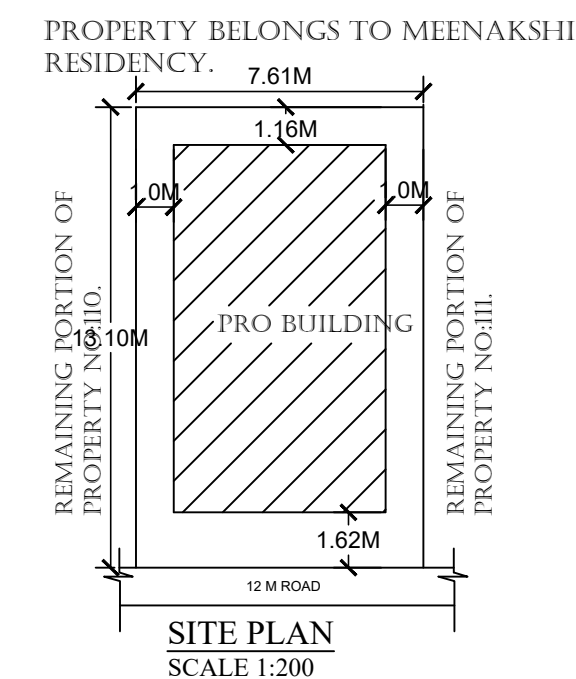 PROPERTY BELONGS TO MEENAKSHI
RESIDENCY.
7.61M
1.16M
1.0M
1.0M
REMAINING PORTION OF
PROPERTY NO:110.
13.10M
PRO BUILDING
REMAINING PORTION OF
PROPERTY NO:111.
1.62M
12 M ROAD
SITE PLAN
SCALE 1:200